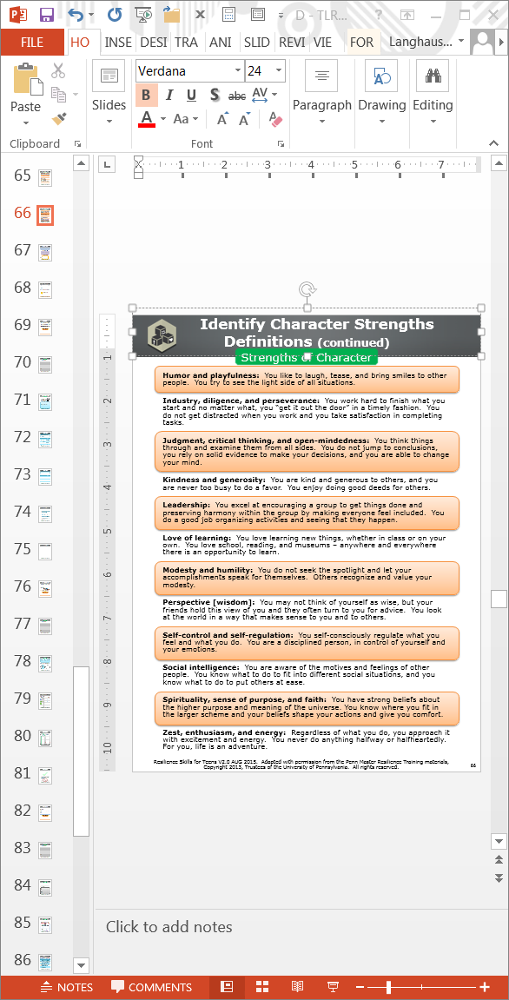 D - TLR...
FILE HO INSE DESI TRA ANI SLID REVI VIE FOR Langhaus...
Verdana 24
Paste Slides Paragraph Drawing Editing
B I U S abc AV
A Aa A A
Clipboard Font
65
66
67
68
69
70
71
72
73
74
75
76
77
78
79
80
81
82
83
84
85
86
L
1 2 3 4 5 6 7
1
2
3
4
5
6
7
8
9
10
Identify Character Strengths
Definitions (continued)
Strengths of Character
Humor and playfulness: You like to laugh, tease, and bring smiles to other
people. You try to see the light side of all situations.
Industry, diligence, and perseverance: You work hard to finish what you
start and no matter what, you “get it out the door” in a timely fashion. You
do not get distracted when you work and you take satisfaction in completing
tasks.
Judgment, critical thinking, and open-mindedness: You think things
through and examine them from all sides. You do not jump to conclusions,
you rely on solid evidence to make your decisions, and you are able to change
your mind.
Kindness and generosity: You are kind and generous to others, and you
are never too busy to do a favor. You enjoy doing good deeds for others.
Leadership: You excel at encouraging a group to get things done and
preserving harmony within the group by making everyone feel included. You
do a good job organizing activities and seeing that they happen.
Love of learning: You love learning new things, whether in class or on your
own. You love school, reading, and museums – anywhere and everywhere
there is an opportunity to learn.
Modesty and humility: You do not seek the spotlight and let your
accomplishments speak for themselves. Others recognize and value your
modesty.
Perspective [wisdom]: You may not think of yourself as wise, but your
friends hold this view of you and they often turn to you for advice. You look
at the world in a way that makes sense to you and to others.
Self-control and self-regulation: You self-consciously regulate what you
feel and what you do. You are a disciplined person, in control of yourself and
your emotions.
Social intelligence: You are aware of the motives and feelings of other
people. You know what to do to fit into different social situations, and you
know what to do to put others at ease.
Spirituality, sense of purpose, and faith: You have strong beliefs about
the higher purpose and meaning of the universe. You know where you fit in
the larger scheme and your beliefs shape your actions and give you comfort.
Zest, enthusiasm, and energy: Regardless of what you do, you approach it
with excitement and energy. You never do anything halfway or halfheartedly.
For you, life is an adventure.
Resilience Skills for Teens V2.0 AUG 2015. Adapted with permission from the Penn Master Resilience Training materials,
Copyright 2013, Trustees of the University of Pennsylvania. All rights reserved.
66
Click to add notes
NOTES COMMENTS